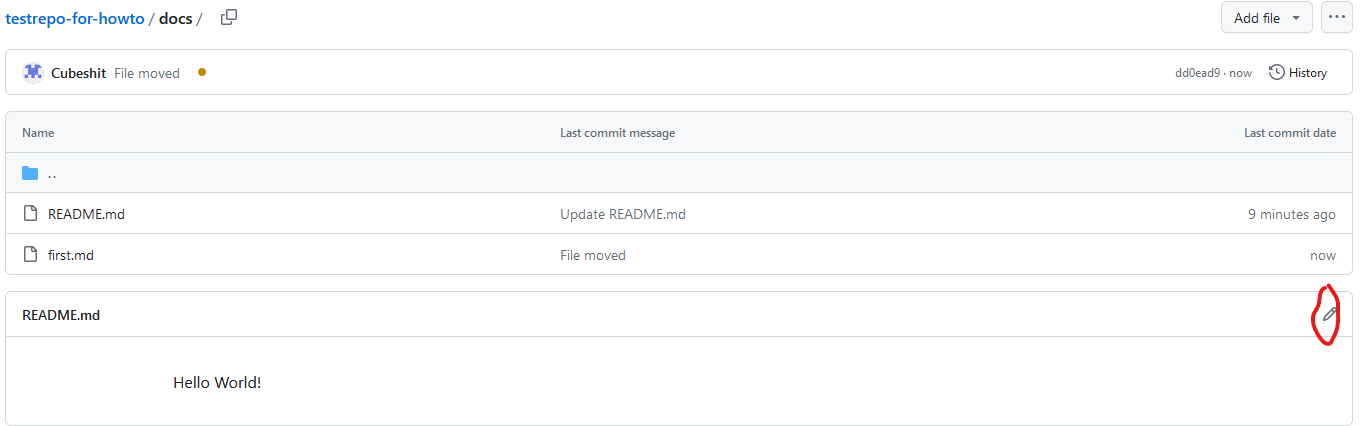 testrepo-for-howto / docs / Add file ...
Cubeshit File moved dd0ead9 · now History
Name Last commit message Last commit date
..
README.md Update README.md 9 minutes ago
first.md File moved now
README.md
Hello World!